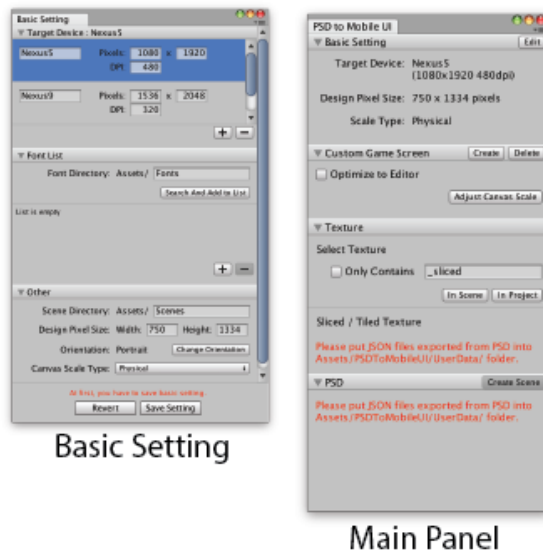 Basic Setting
Target Device : Nexus5
Nexus5 Pixels: 1080 x 1920
DPI: 480
Nexus9 Pixels: 1536 x 2048
DPI: 320
+ -
Font List
Font Directory: Assets/ Fonts
Search And Add to List
List is empty
+ -
Other
Scene Directory: Assets/ Scenes
Design Pixel Size: Width: 750 Height: 1334
Orientation: Portrait Change Orientation
Canvas Scale Type: Physical
At first, you have to save basic setting.
Revert Save Setting
Basic Setting
PSD to Mobile UI
Basic Setting Edit
Target Device: Nexus5
(1080x1920 480dpi)
Design Pixel Size: 750 x 1334 pixels
Scale Type: Physical
Custom Game Screen Create Delete
Optimize to Editor
Adjust Canvas Scale
Texture
Select Texture
Only Contains _sliced
In Scene In Project
Sliced / Tiled Texture
Please put JSON files exported from PSD into
Assets/PSDToMobileUI/UserData/ folder.
PSD Create Scene
Please put JSON files exported from PSD into
Assets/PSDToMobileUI/UserData/ folder.
Main Panel